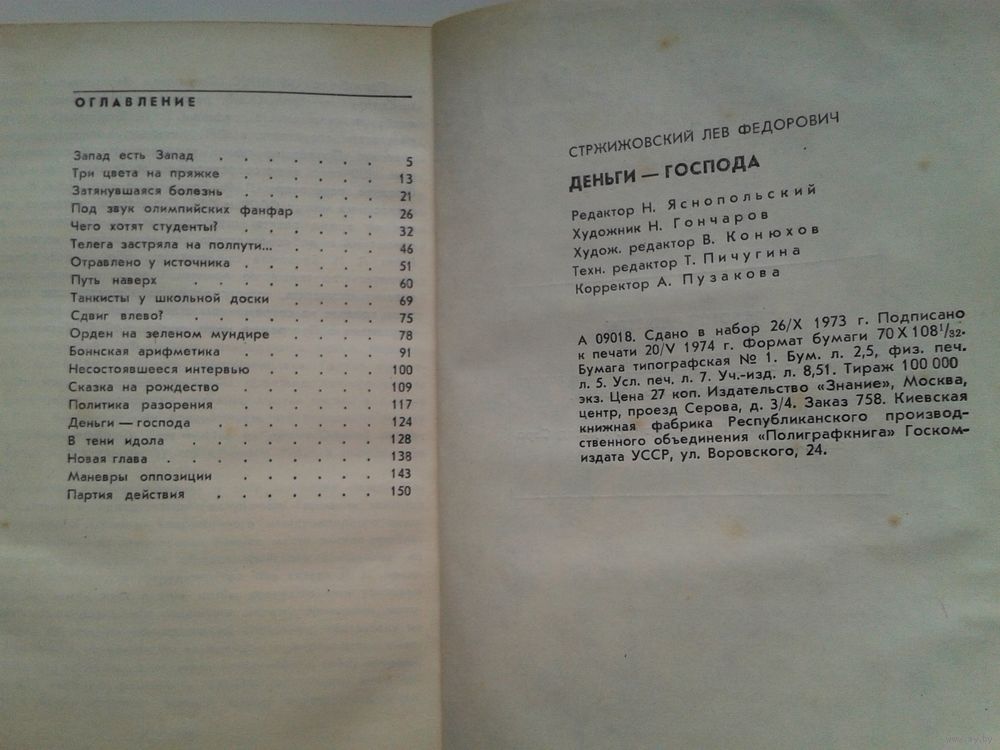 ОГЛАВЛЕНИЕ
Запад есть Запад . . . . . . 5
Три цвета на пряжке . . . . . 13
Затянувшаяся болезнь . . . . . 21
Под звук олимпийских фанфар . . . 26
Чего хотят студенты? . . . . . 32
Телега застряла на полпути... . . . . 46
Отравлено у источника . . . . . 51
Путь наверх . . . . . . . 60
Танкисты у школьной доски . . . . 69
Сдвиг влево? . . . . . . . 75
Орден на зеленом мундире . . . . 78
Боннская арифметика . . . . . 91
Несостоявшееся интервью . . . . 100
Сказка на рождество . . . . . 109
Политика разорения . . . . . 117
Деньги — господа . . . . . . 124
В тени идола . . . . . . . 128
Новая глава . . . . . . . . 138
Маневры оппозиции . . . . . 143
Партия действия . . . . . . 150
СТРЖИЖОВСКИЙ ЛЕВ ФЕДОРОВИЧ
ДЕНЬГИ — ГОСПОДА
Редактор Н. Яснопольский
Художник Н. Гончаров
Худож. редактор В. Конюхов
Техн. редактор Т. Пичугина
Корректор А. Пузакова
А 09018. Сдано в набор 26/X 1973 г. Подписано
к печати 20/V 1974 г. Формат бумаги 70 X 108 1/32.
Бумага типографская № 1. Бум. л. 2,5, физ. печ.
л. 5. Усл. печ. л. 7. Уч.-изд. л. 8,51. Тираж 100 000
экз. Цена 27 коп. Издательство «Знание», Москва,
центр, проезд Серова, д. 3/4. Заказ 758. Киевская
книжная фабрика Республиканского производ-
ственного объединения «Полиграфкнига» Госком-
издата УССР, ул. Воровского, 24.